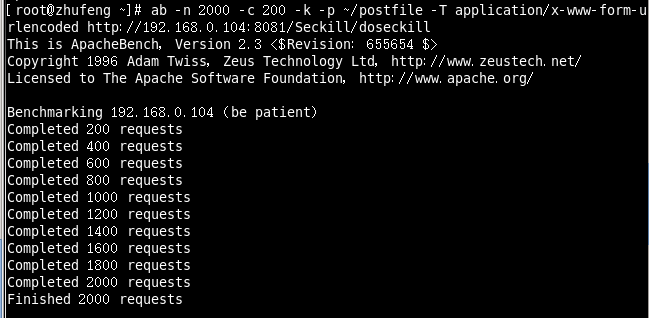 [root@zhufeng ~]# ab -n 2000 -c 200 -k -p ~/postfile -T application/x-www-form-u
rlencoded http://192.168.0.104:8081/Seckill/doseckill
This is ApacheBench, Version 2.3 <$Revision: 655654 $>
Copyright 1996 Adam Twiss, Zeus Technology Ltd, http://www.zeustech.net/
Licensed to The Apache Software Foundation, http://www.apache.org/

Benchmarking 192.168.0.104 (be patient)
Completed 200 requests
Completed 400 requests
Completed 600 requests
Completed 800 requests
Completed 1000 requests
Completed 1200 requests
Completed 1400 requests
Completed 1600 requests
Completed 1800 requests
Completed 2000 requests
Finished 2000 requests